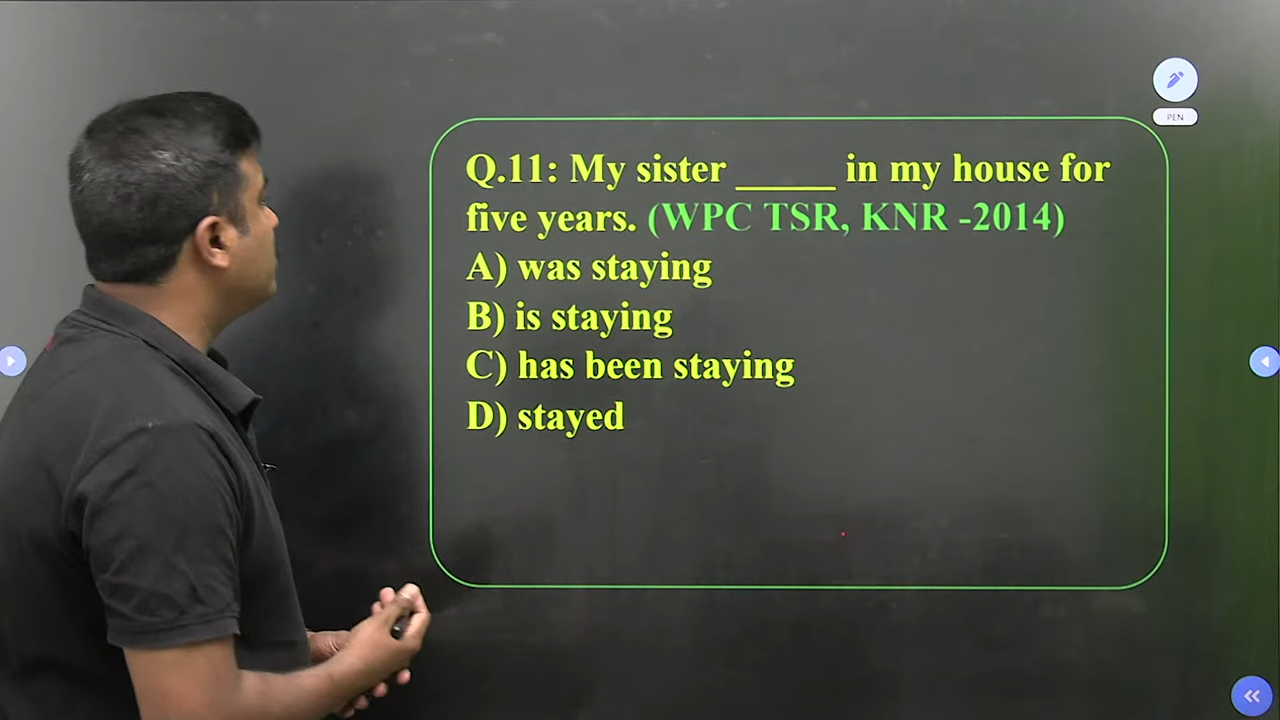 PEN
Q.11: My sister _____ in my house for
five years. (WPC TSR, KNR -2014)
A) was staying
B) is staying
C) has been staying
D) stayed